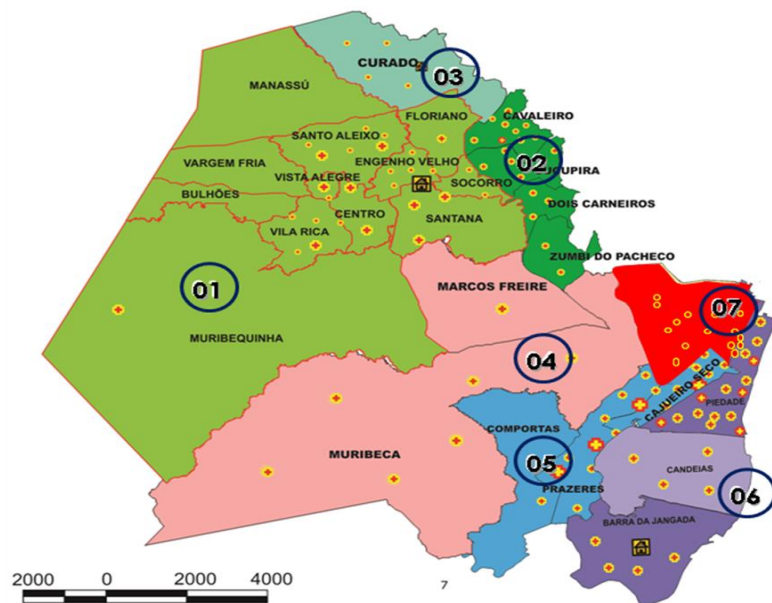 CURADO
03
MANASSÚ
FLORIANO
CAVALEIRO
SANTO ALEIXO
02
VARGEM FRIA
ENGENHO VELHO
VISTA ALEGRE
SOCORRO
BULHÕES
DOIS CARNEIROS
CENTRO
SANTANA
VILA RICA
ZUMBI DO PACHECO
01
MARCOS FREIRE
07
MURIBEQUINHA
04
CAJUEIRO SECO
PIEDADE
COMPORTAS
MURIBECA
05
CANDEIAS
PRAZERES
06
BARRA DA JANGADA
2000 0 2000 4000
7